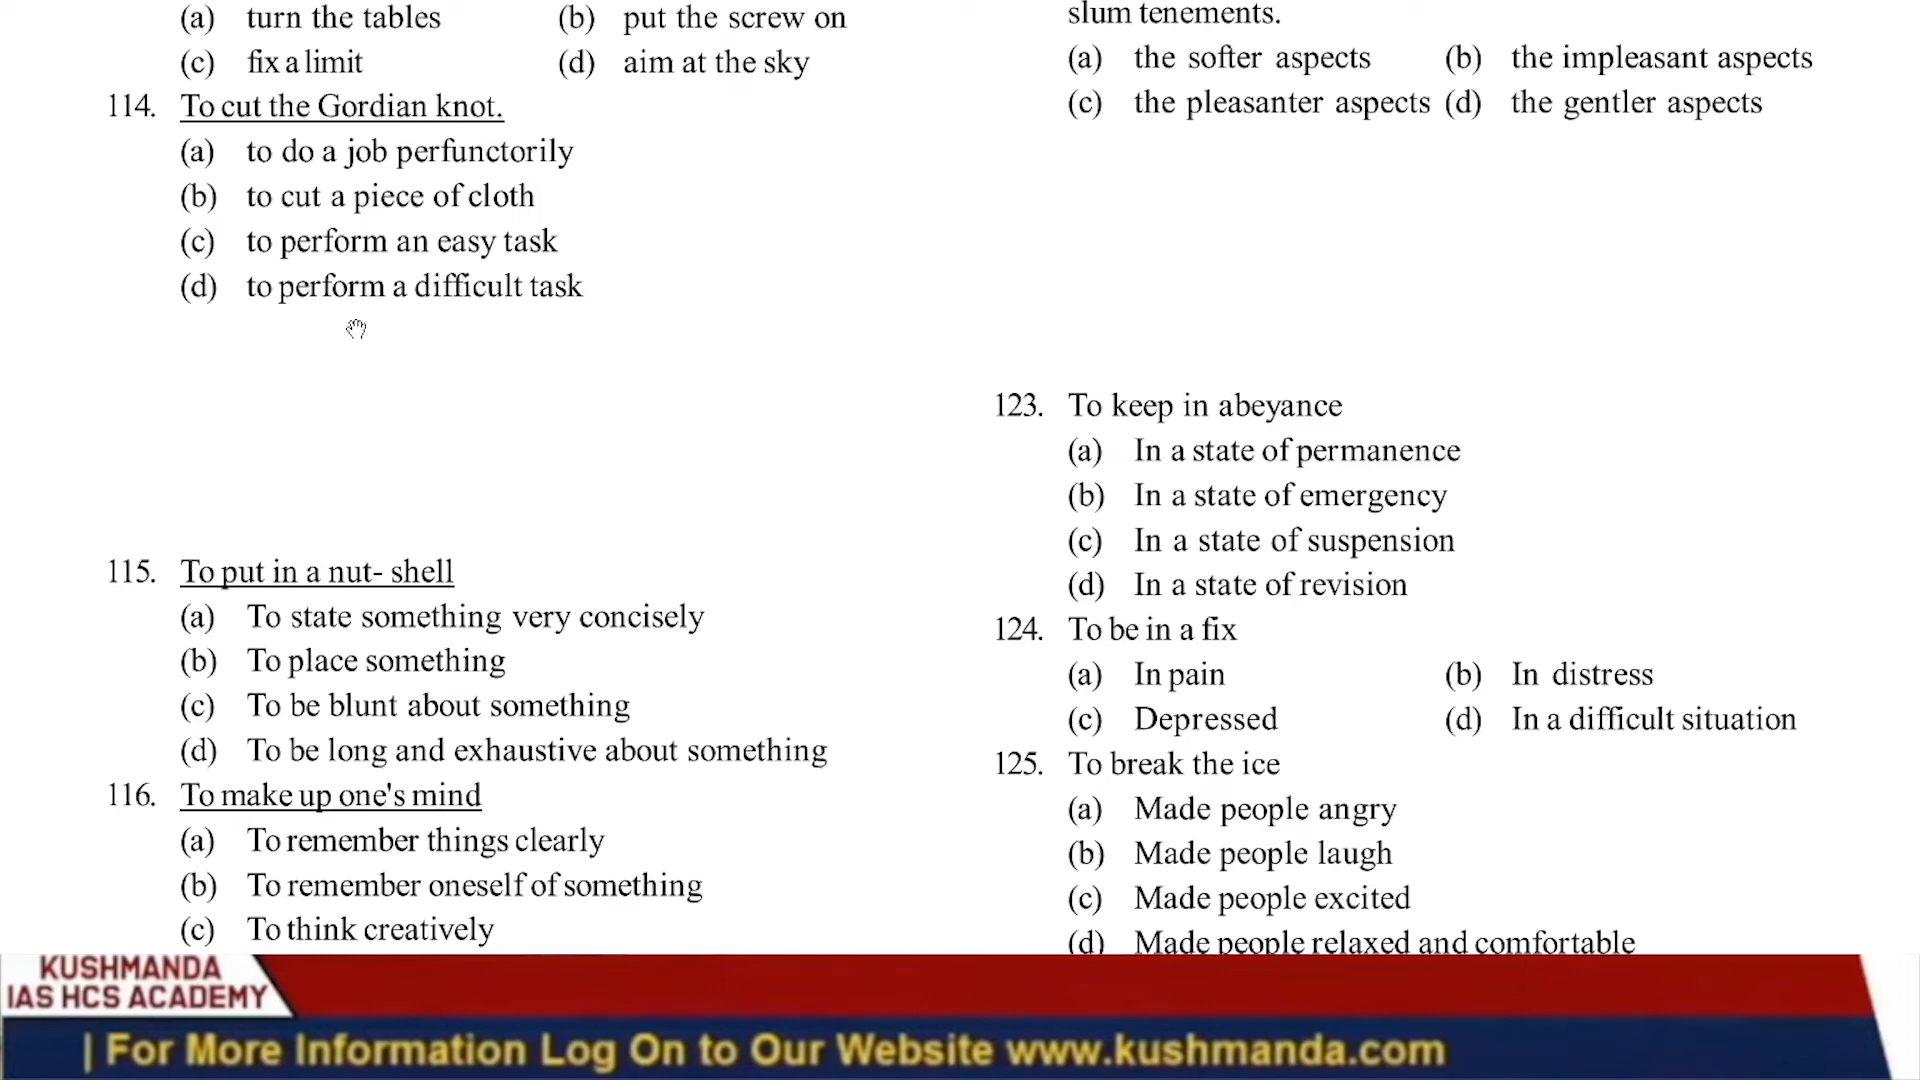 (a) turn the tables (b) put the screw on
(c) fix a limit (d) aim at the sky
114. To cut the Gordian knot.
(a) to do a job perfunctorily
(b) to cut a piece of cloth
(c) to perform an easy task
(d) to perform a difficult task
115. To put in a nut- shell
(a) To state something very concisely
(b) To place something
(c) To be blunt about something
(d) To be long and exhaustive about something
116. To make up one's mind
(a) To remember things clearly
(b) To remember oneself of something
(c) To think creatively
slum tenements.
(a) the softer aspects (b) the impleasant aspects
(c) the pleasanter aspects (d) the gentler aspects
123. To keep in abeyance
(a) In a state of permanence
(b) In a state of emergency
(c) In a state of suspension
(d) In a state of revision
124. To be in a fix
(a) In pain (b) In distress
(c) Depressed (d) In a difficult situation
125. To break the ice
(a) Made people angry
(b) Made people laugh
(c) Made people excited
(d) Made people relaxed and comfortable
KUSHMANDA
IAS HCS ACADEMY
| For More Information Log On to Our Website www.kushmanda.com